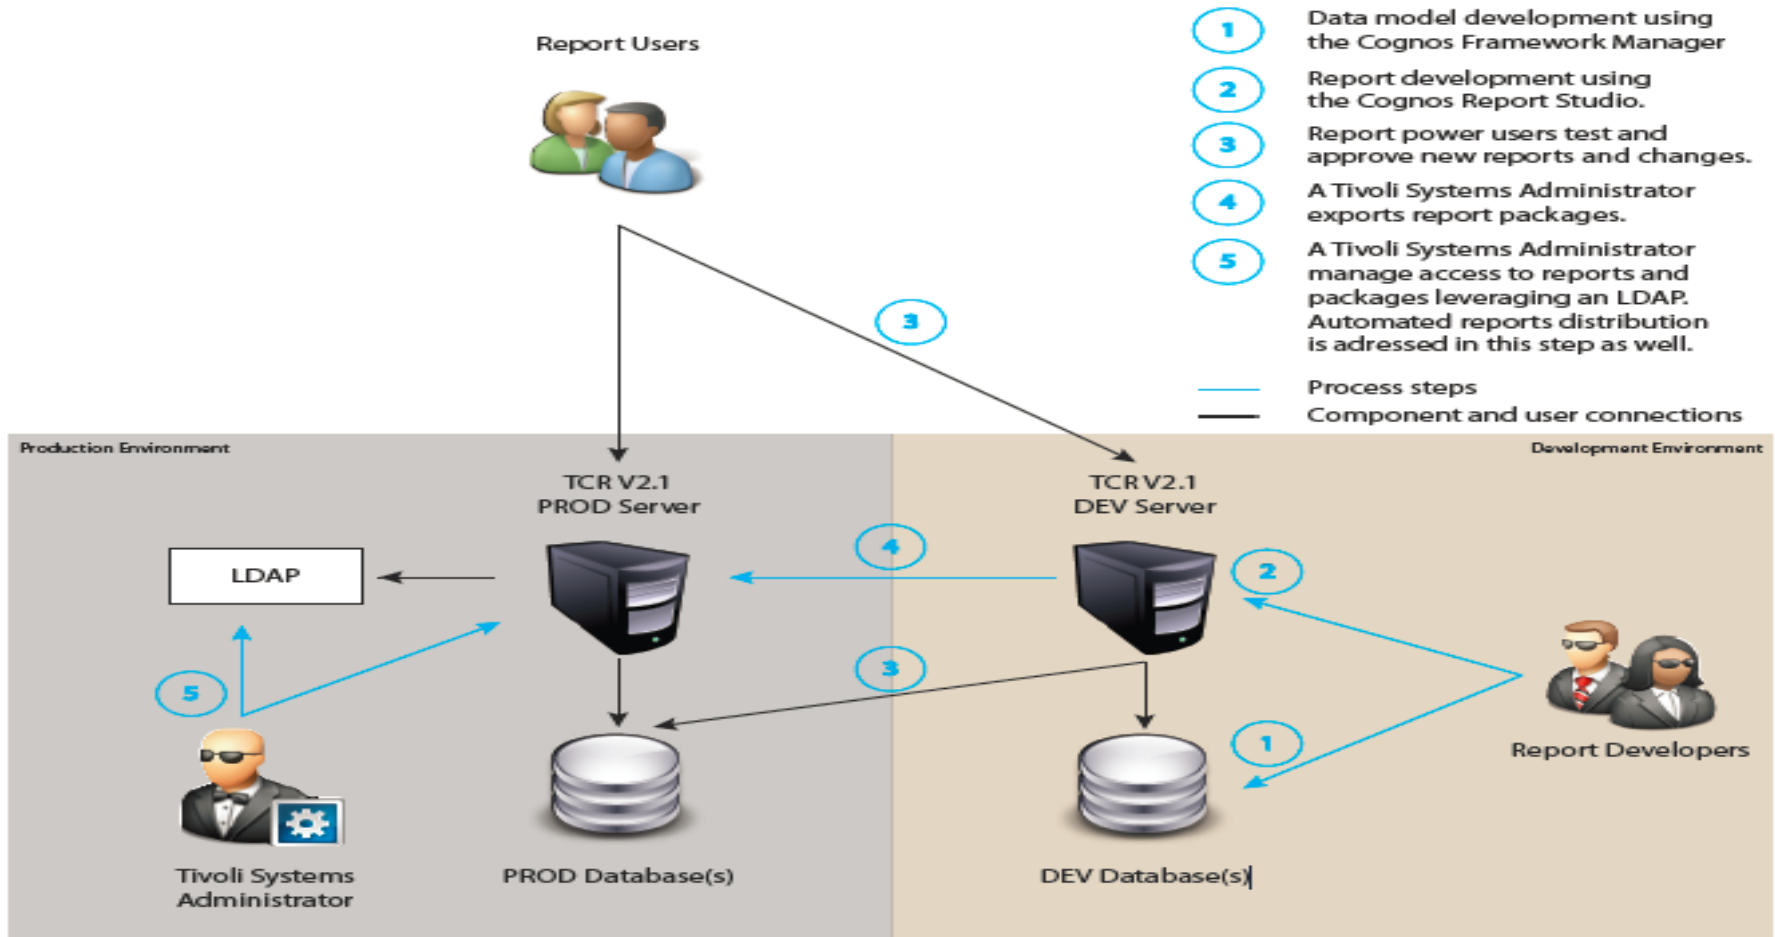 Report Users
1
Data model development using
the Cognos Framework Manager
2
Report development using
the Cognos Report Studio.
3
Report power users test and
approve new reports and changes.
4
A Tivoli Systems Administrator
exports report packages.
5
A Tivoli Systems Administrator
manage access to reports and
packages leveraging an LDAP.
Automated reports distribution
is adressed in this step as well.
Process steps
Component and user connections
3
Production Environment
Development Environment
TCR V2.1
PROD Server
TCR V2.1
DEV Server
4
2
LDAP
3
5
1
Report Developers
Tivoli Systems
Administrator
PROD Database(s)
DEV Database(s)